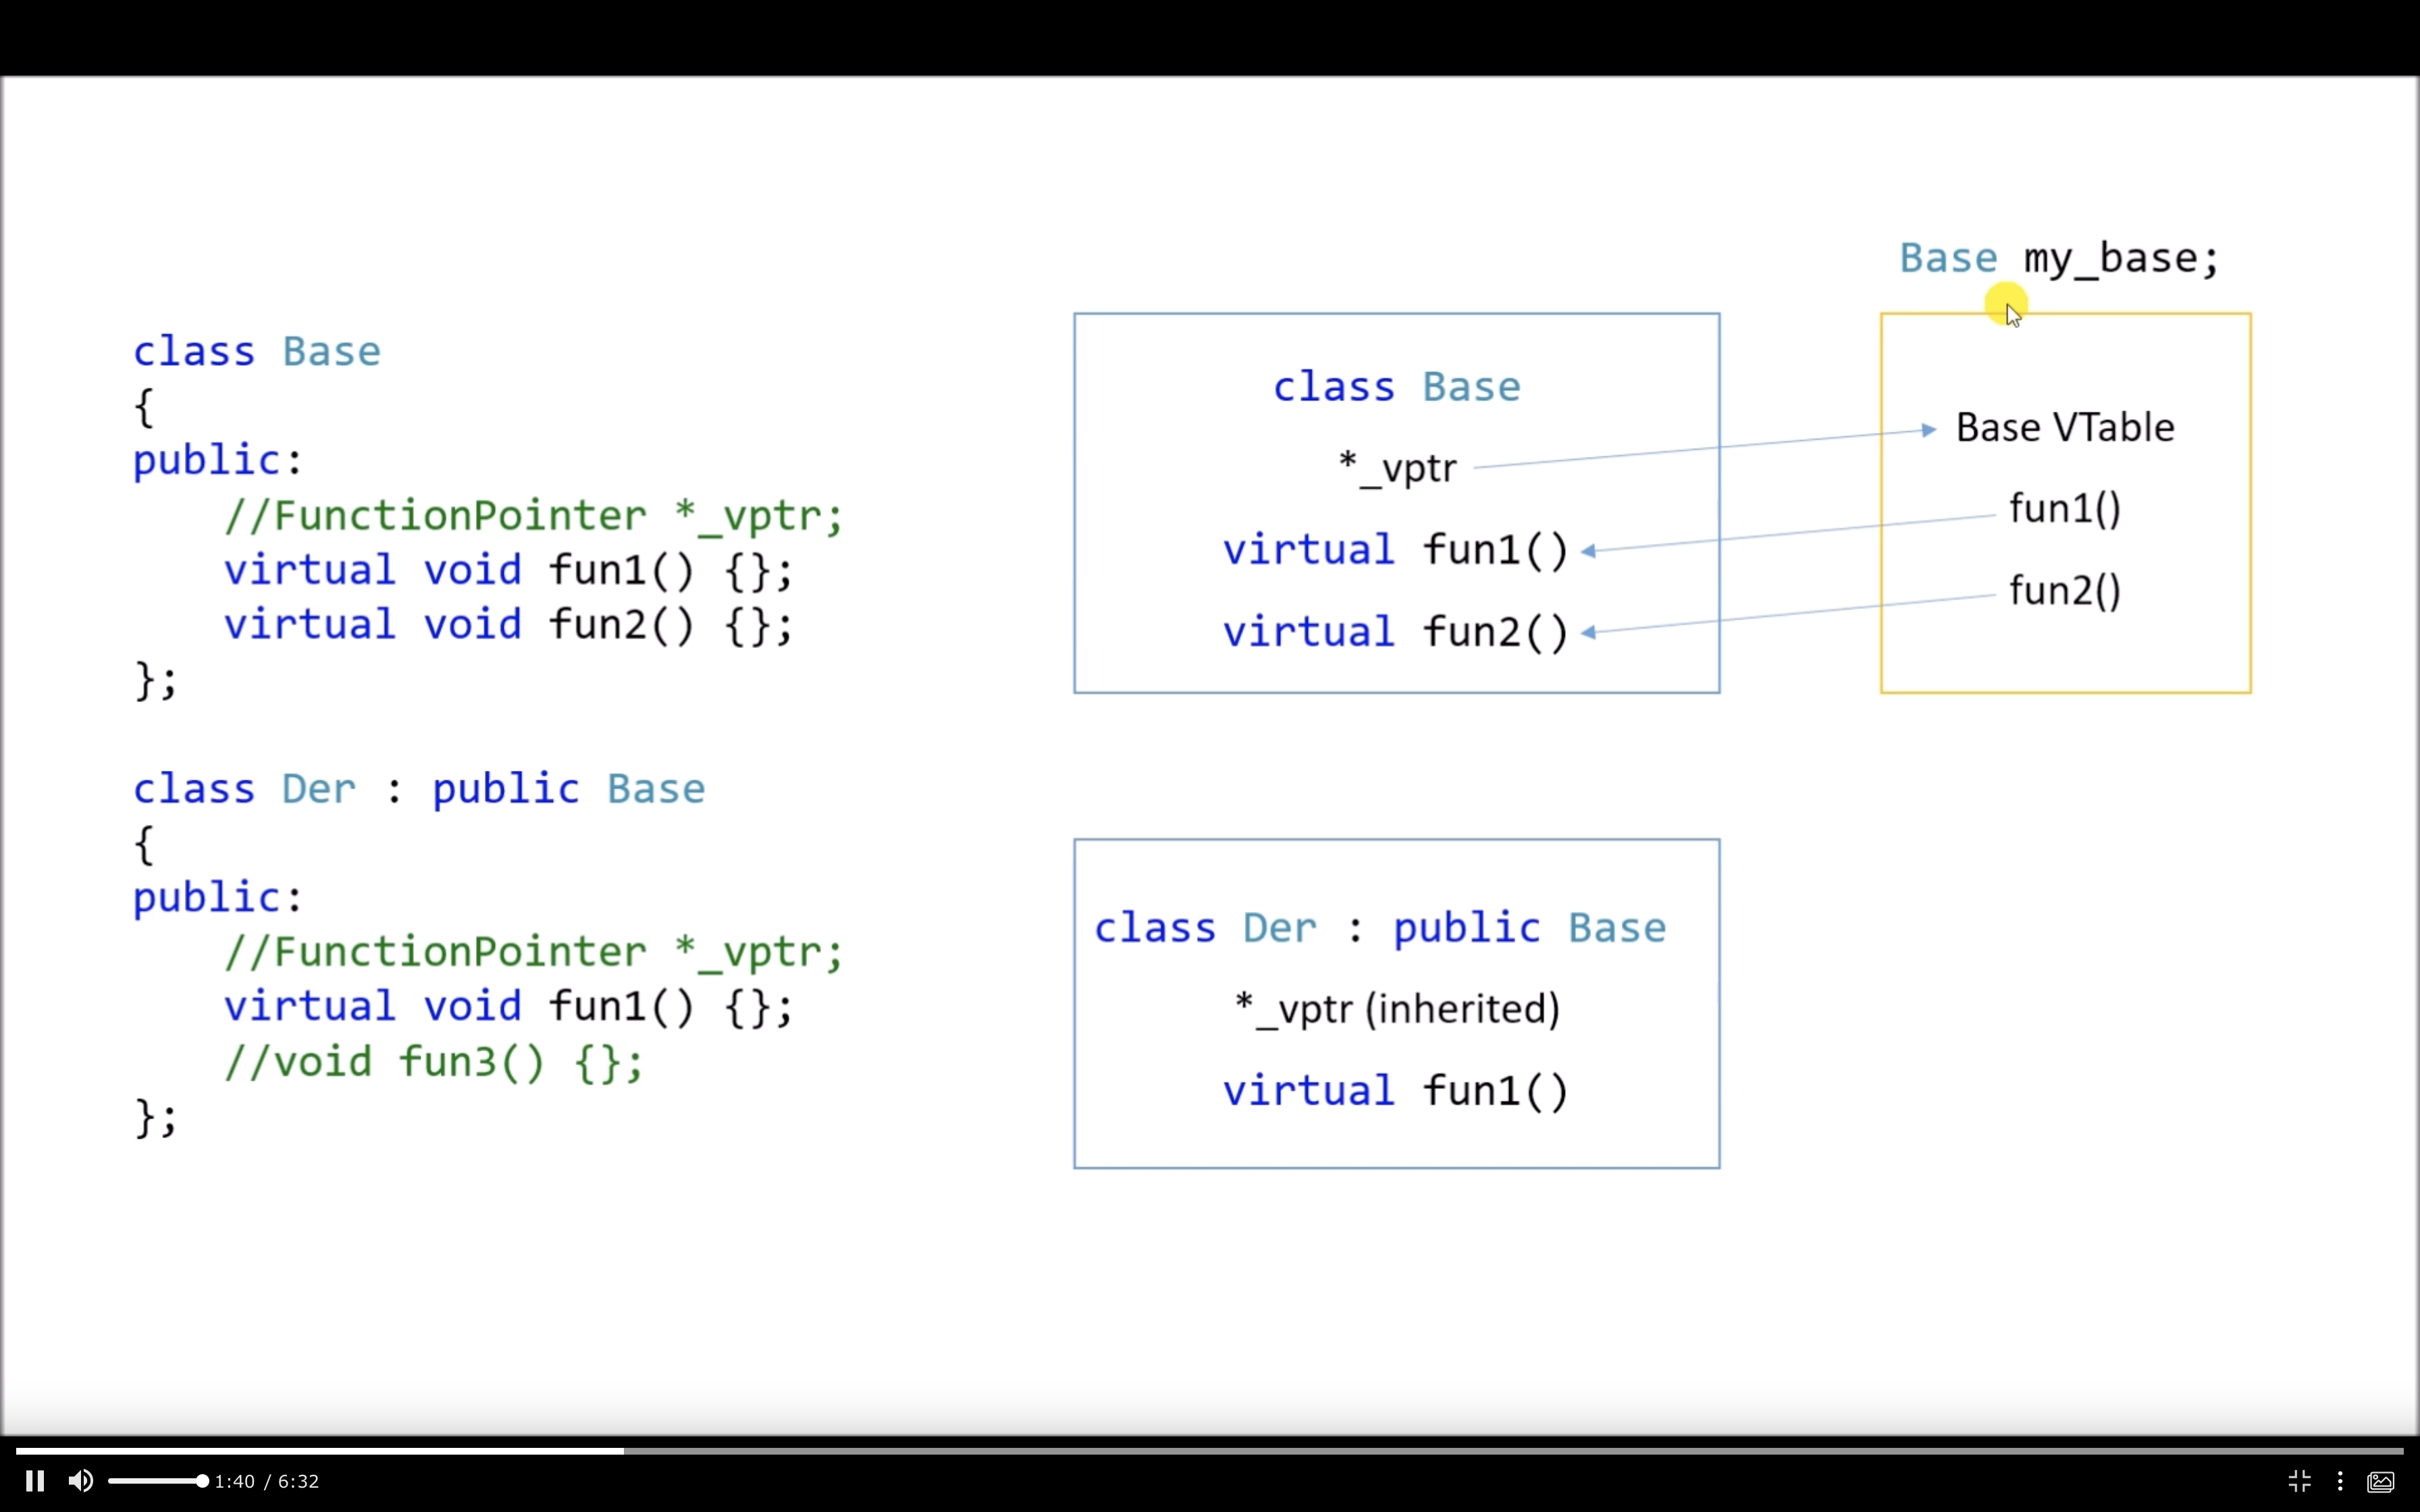 class Base
{
public:
//FunctionPointer *_vptr;
virtual void fun1() {};
virtual void fun2() {};
};
class Der : public Base
{
public:
//FunctionPointer *_vptr;
virtual void fun1() {};
//void fun3() {};
};
class Base
*_vptr
virtual fun1()
virtual fun2()
class Der : public Base
*_vptr (inherited)
virtual fun1()
Base my_base;
Base VTable
fun1()
fun2()
1:40 / 6:32